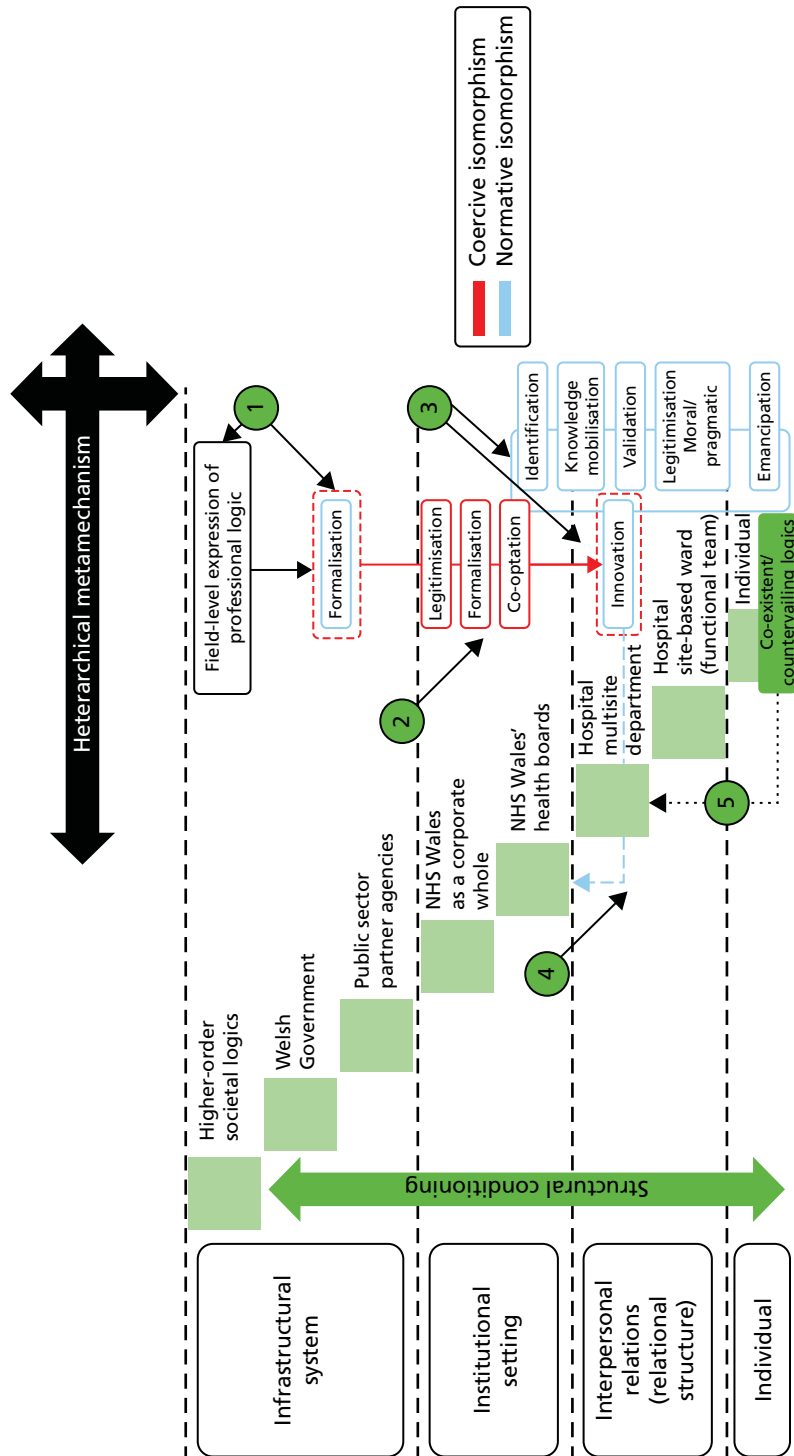 Heterarchical metamechanism
Infrastructural
system
Institutional
setting
Interpersonal
relations
(relational
structure)
Individual
Structural conditioning
Higher-order
societal logics
Welsh
Government
Public sector
partner agencies
NHS Wales
as a corporate
whole
NHS Wales’
health boards
Hospital
multisite
department
Hospital
site-based ward
(functional team)
Individual
Co-existent/
countervailing logics
Field-level expression of
professional logic
Formalisation
1
2
Legitimisation
Formalisation
Co-optation
3
Innovation
4
5
Identification
Knowledge
mobilisation
Validation
Legitimisation
Moral/
pragmatic
Emancipation
Coercive isomorphism
Normative isomorphism